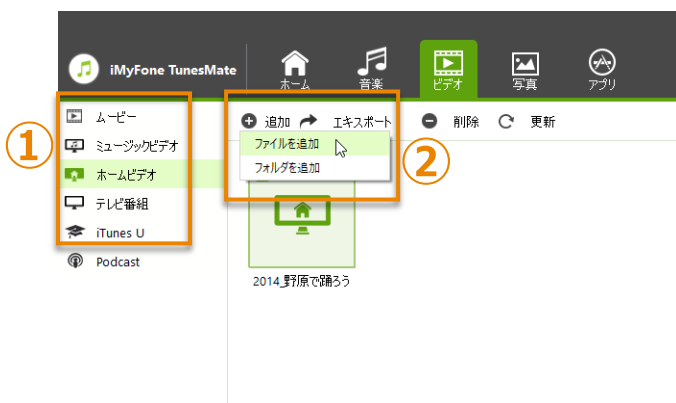 iMyFone TunesMate
ホーム
音楽
ビデオ
写真
アプリ
①
ムービー
ミュージックビデオ
ホームビデオ
テレビ番組
iTunes U
Podcast
追加 エキスポート 削除 更新
ファイルを追加
フォルダを追加
②
2014_野原で踊ろう